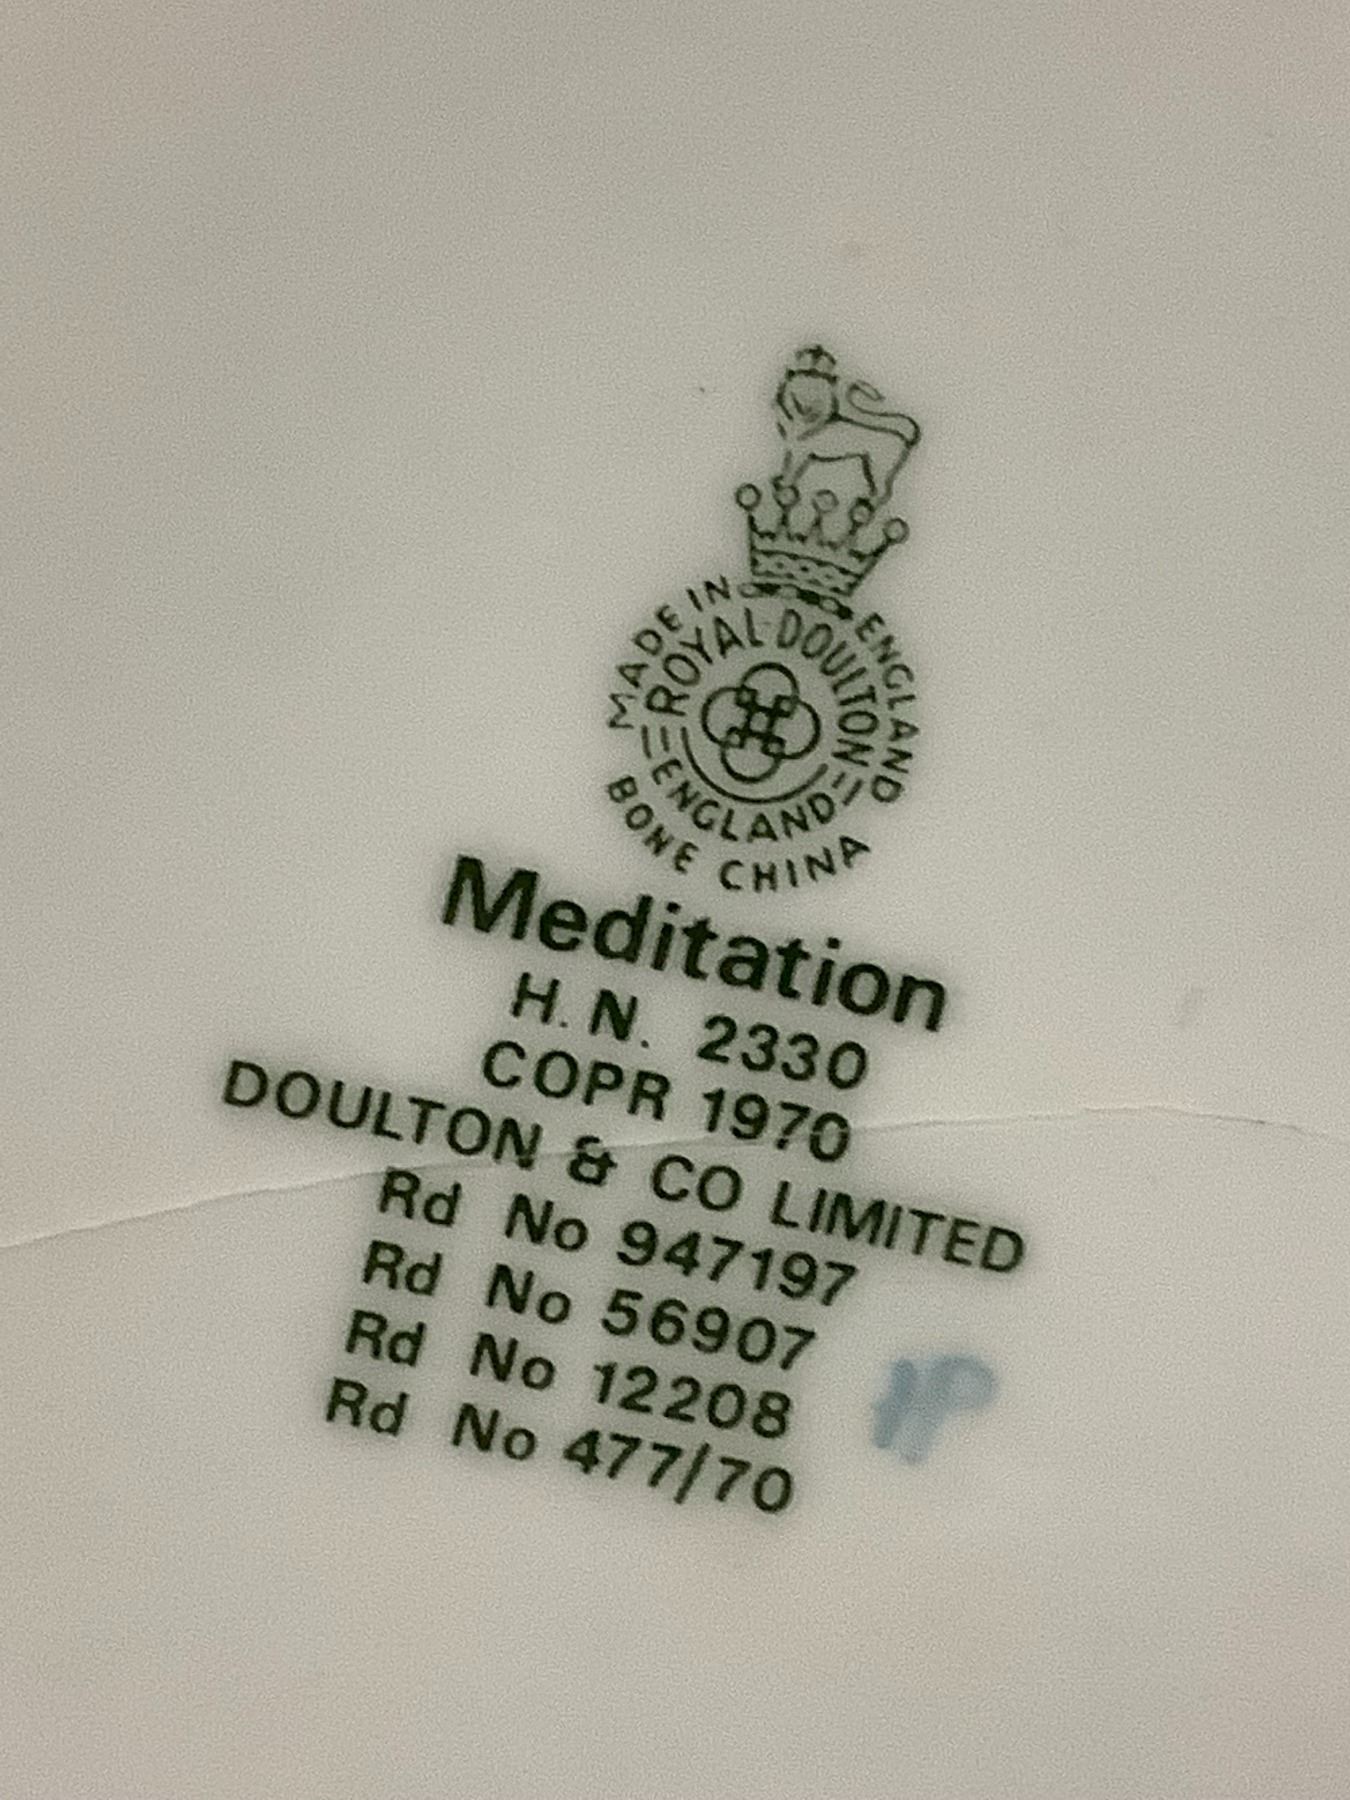 MADE IN ENGLAND
ROYAL DOULTON
ENGLAND
BONE CHINA
Meditation
H.N. 2330
COPR 1970
DOULTON & CO LIMITED
Rd No 947197
Rd No 56907
Rd No 12208
Rd No 477/70